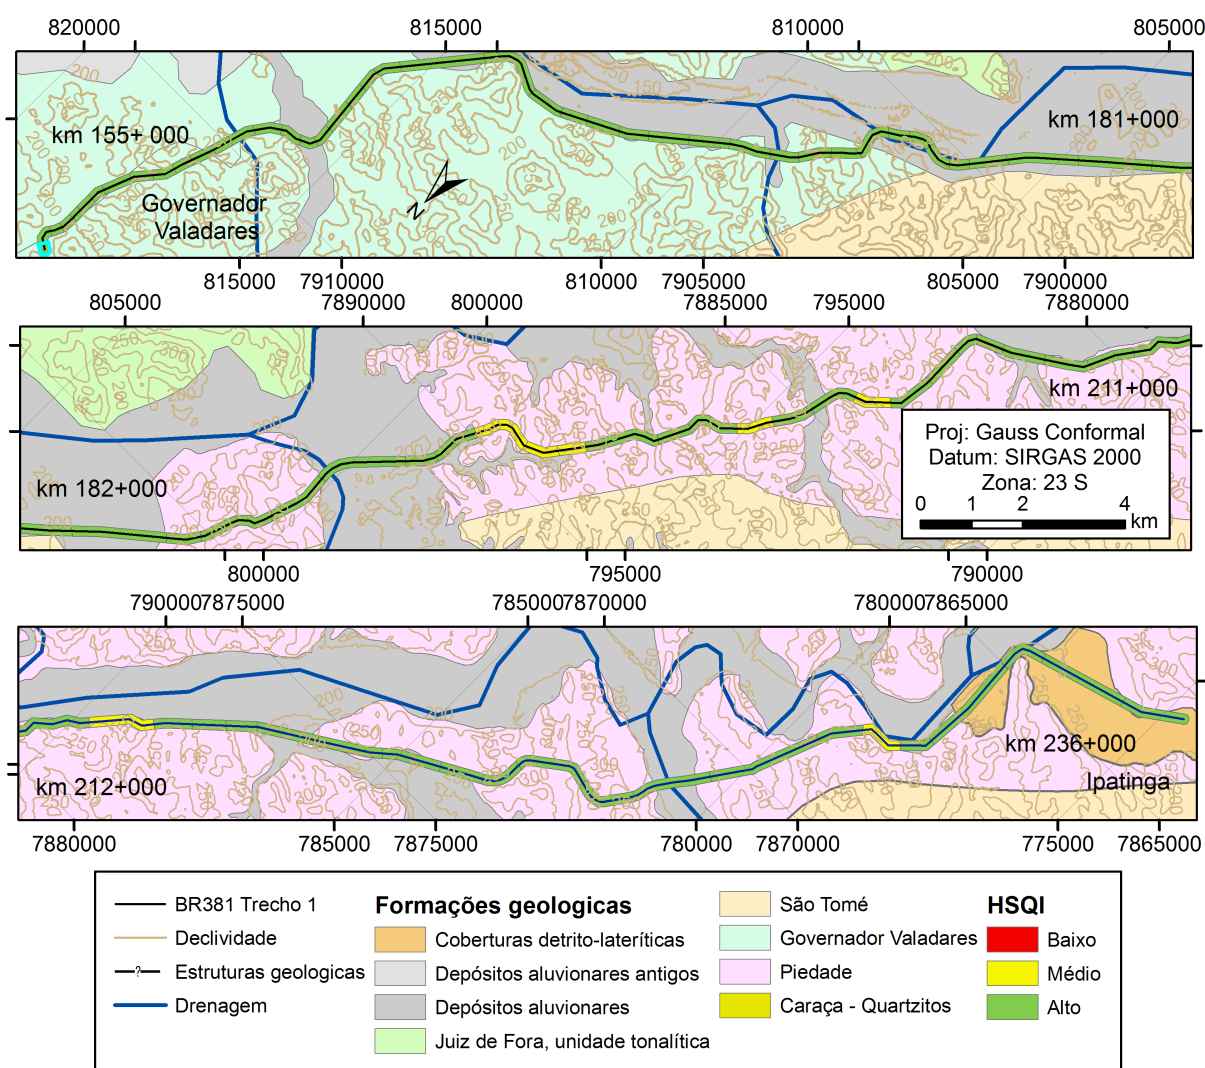 820000 815000 810000 805000
km 155+ 000
km 181+000
Governador
Valadares
N
815000 7910000 810000 7905000 805000 7900000
805000 7890000 800000 7885000 795000 7880000
km 211+000
km 182+000
Proj: Gauss Conformal
Datum: SIRGAS 2000
Zona: 23 S
0 1 2 4
km
800000 795000 790000
790000 7875000 785000 7870000 780000 7865000
km 236+000
km 212+000
Ipatinga
7880000 785000 7875000 780000 7870000 775000 7865000
BR381 Trecho 1
Declividade
Estruturas geologicas
?
Drenagem
Formações geologicas
Coberturas detrito-lateríticas
Depósitos aluvionares antigos
Depósitos aluvionares
Juiz de Fora, unidade tonalítica
São Tomé
Governador Valadares
Piedade
Caraça - Quartzitos
HSQI
Baixo
Médio
Alto